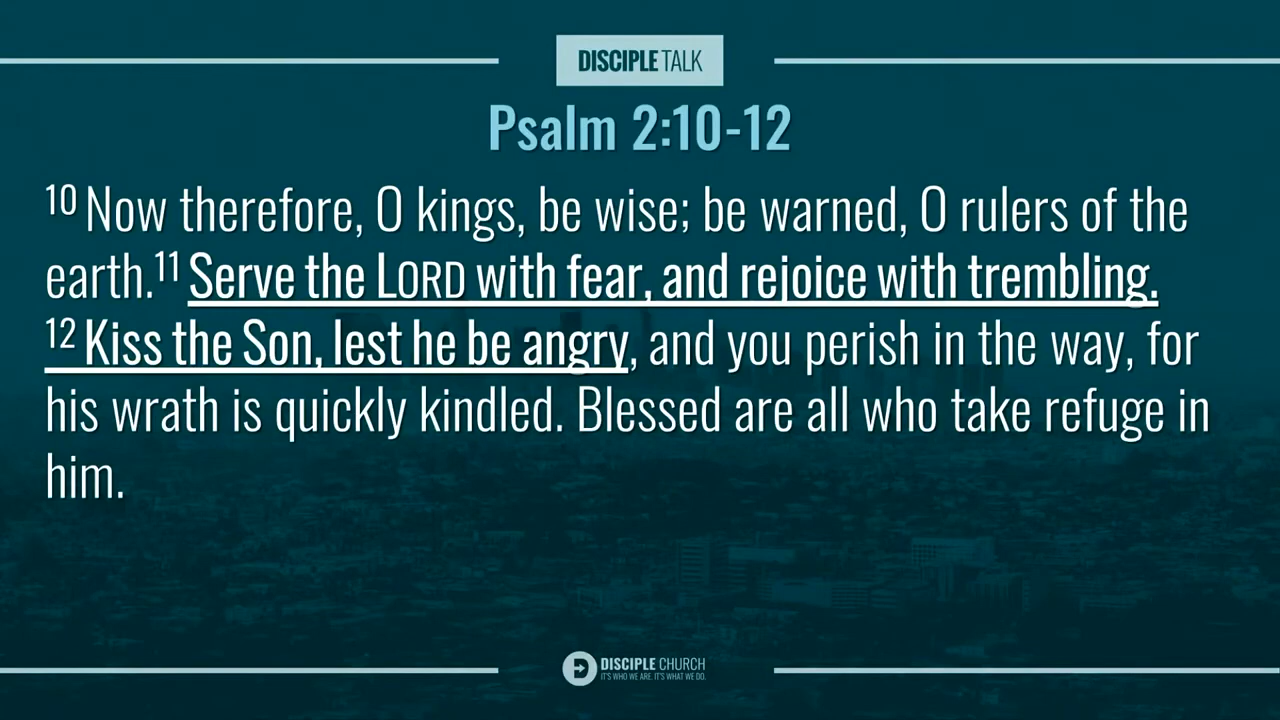 DISCIPLE TALK
Psalm 2:10-12
10 Now therefore, O kings, be wise; be warned, O rulers of the
earth.11 Serve the LORD with fear, and rejoice with trembling.
12 Kiss the Son, lest he be angry, and you perish in the way, for
his wrath is quickly kindled. Blessed are all who take refuge in
him.
DISCIPLE CHURCH
IT'S WHO WE ARE. IT'S WHAT WE DO.